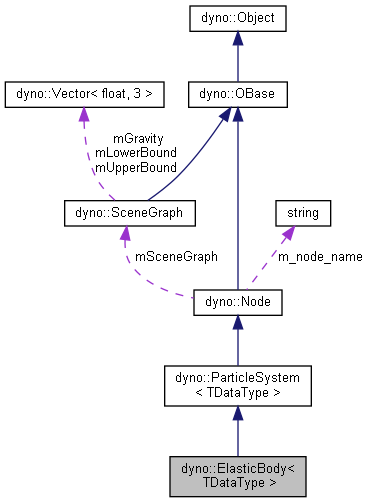 dyno::Object
dyno::Vector< float, 3 >
dyno::OBase
mGravity
mLowerBound
mUpperBound
dyno::SceneGraph
string
mSceneGraph
m_node_name
dyno::Node
dyno::ParticleSystem
< TDataType >
dyno::ElasticBody<
TDataType >